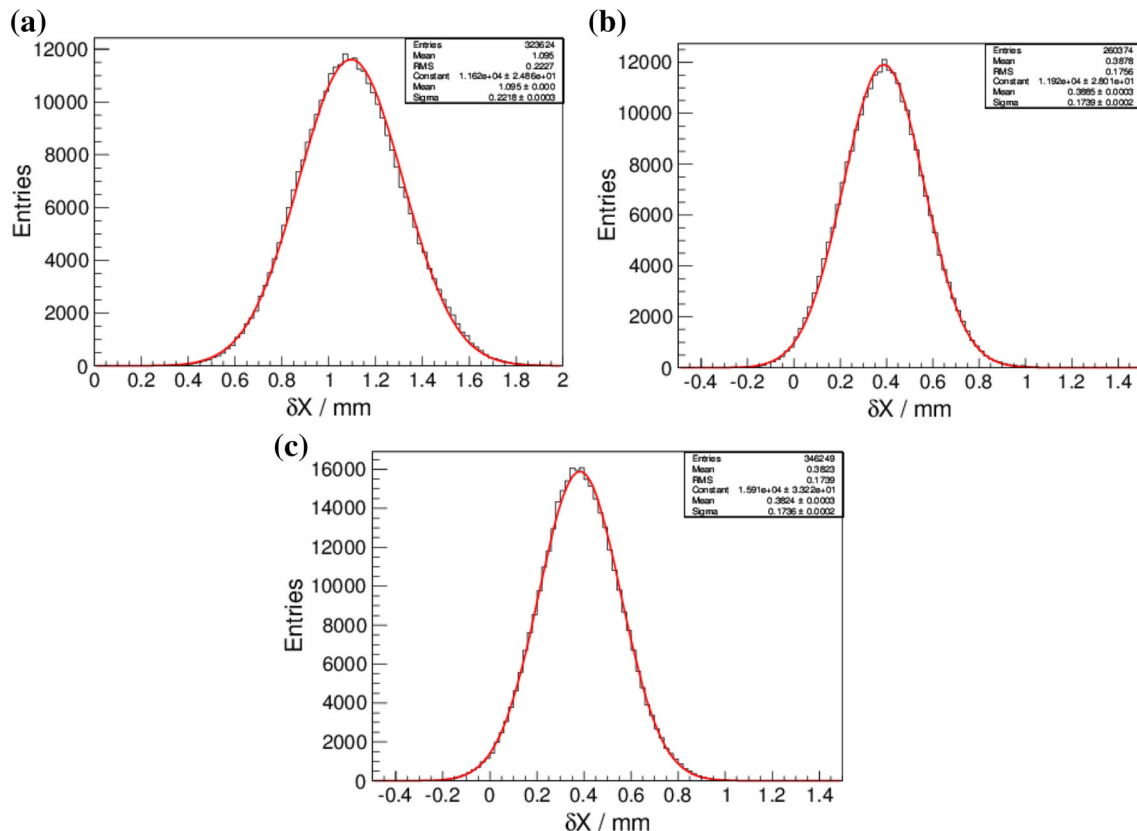 (a)
12000
10000
8000
6000
4000
2000
0
Entries
Entries 323624
Mean 1.095
RMS 0.2227
Constant 1.162e+04 ± 2.486e+01
Mean 1.095 ± 0.000
Sigma 0.2218 ± 0.0003
0 0.2 0.4 0.6 0.8 1 1.2 1.4 1.6 1.8 2
δX / mm
(b)
12000
10000
8000
6000
4000
2000
0
Entries
Entries 260374
Mean 0.3878
RMS 0.1756
Constant 1.192e+04 ± 2.801e+01
Mean 0.3885 ± 0.0003
Sigma 0.1739 ± 0.0002
-0.4 -0.2 0 0.2 0.4 0.6 0.8 1 1.2 1.4
δX / mm
(c)
16000
14000
12000
10000
8000
6000
4000
2000
0
Entries
Entries 346249
Mean 0.3823
RMS 0.1739
Constant 1.591e+04 ± 3.322e+01
Mean 0.3824 ± 0.0003
Sigma 0.1736 ± 0.0002
-0.4 -0.2 0 0.2 0.4 0.6 0.8 1 1.2 1.4
δX / mm